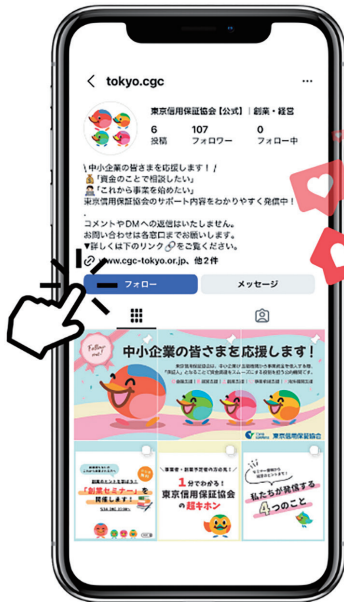 tokyo.cgc
東京信用保証協会【公式】| 創業・経営
6 107 0
投稿 フォロワー フォロー中
\ 中小企業の皆さまを応援します! /
「資金のことで相談したい」
「これから事業を始めたい」
東京信用保証協会のサポート内容をわかりやすく発信中!
.
コメントやDMへの返信はいたしません。
お問い合わせは各窓口までお願いします。
▼詳しくは下のリンク🔗をご覧ください。
www.cgc-tokyo.or.jp、他2件
フォロー メッセージ
Follow me!
中小企業の皆さまを応援します!
東京信用保証協会
「創業セミナー」を
開催します!
\事業者・創業予定者の方必見!/
1分でわかる!
東京信用保証協会
の超キホン
私たちが発信する
4つのこと